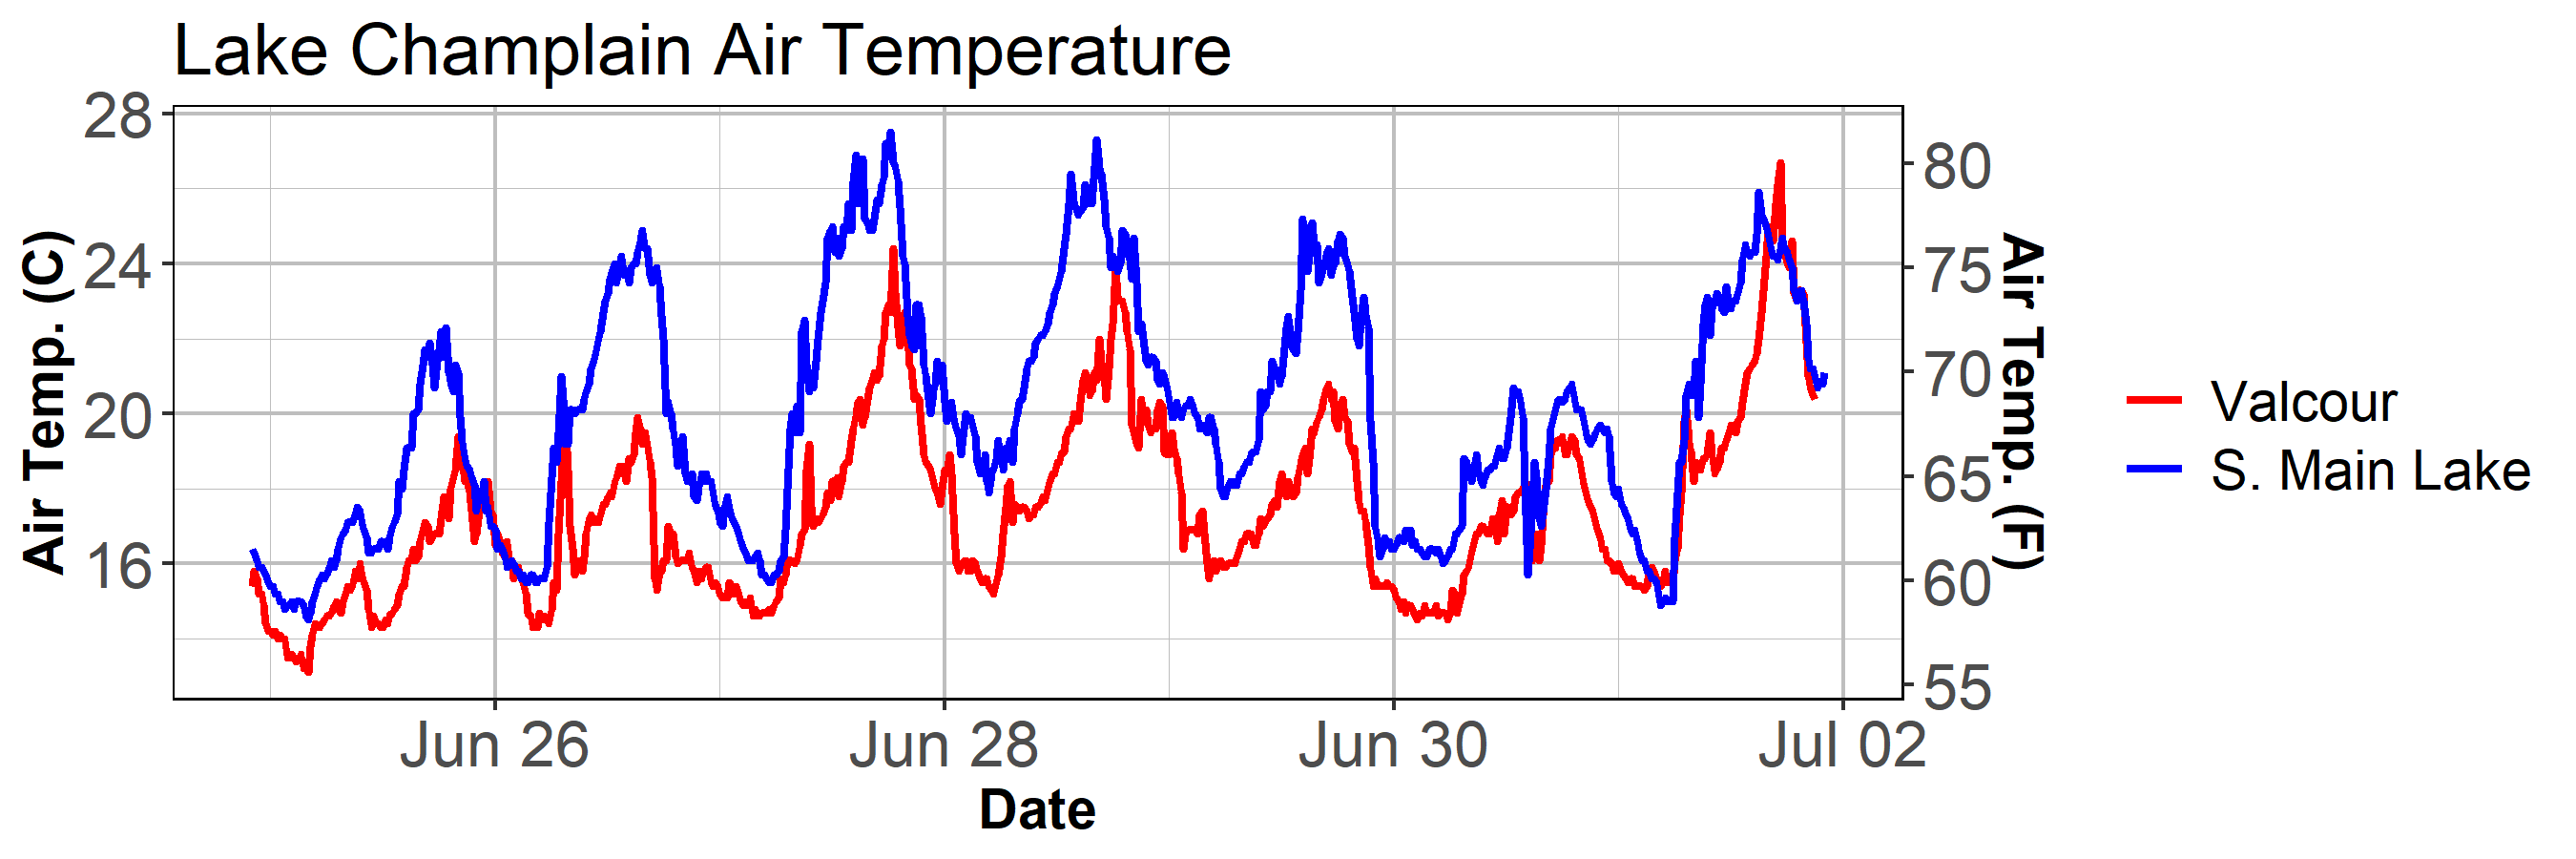 Lake Champlain Air Temperature
28
24
20
16
Air Temp. (C)
80
75
70
65
60
55
Air Temp. (F)
Jun 26
Jun 28
Jun 30
Jul 02
Date
Valcour
S. Main Lake